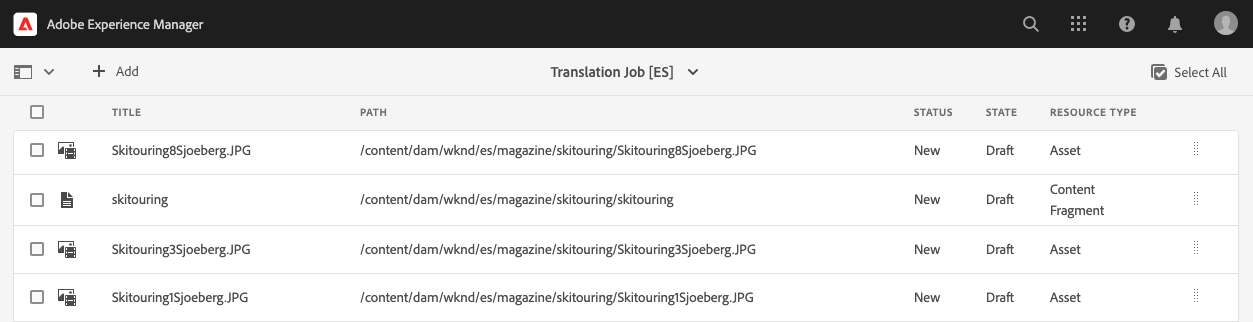 Adobe Experience Manager
Add
Translation Job [ES]
Select All
TITLE PATH STATUS STATE RESOURCE TYPE
Skitouring8Sjoeberg.JPG /content/dam/wknd/es/magazine/skitouring/Skitouring8Sjoeberg.JPG New Draft Asset
skitouring /content/dam/wknd/es/magazine/skitouring/skitouring New Draft Content
Fragment
Skitouring3Sjoeberg.JPG /content/dam/wknd/es/magazine/skitouring/Skitouring3Sjoeberg.JPG New Draft Asset
Skitouring1Sjoeberg.JPG /content/dam/wknd/es/magazine/skitouring/Skitouring1Sjoeberg.JPG New Draft Asset